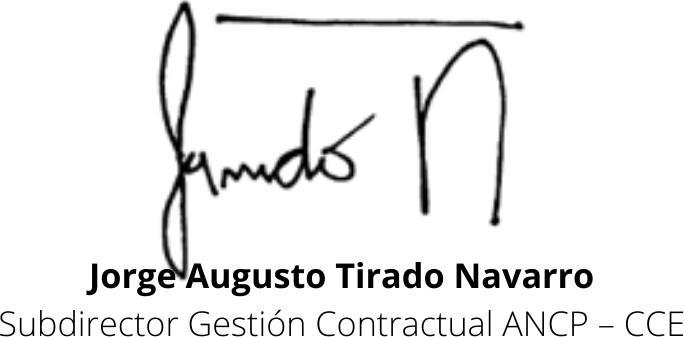 Jorge Augusto Tirado Navarro
Subdirector Gestión Contractual ANCP – CCE